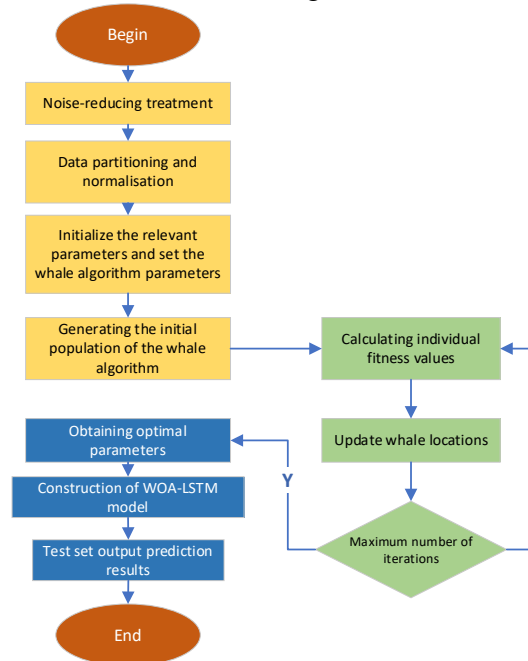 Begin
Noise-reducing treatment
Data partitioning and
normalisation
Initialize the relevant
parameters and set the
whale algorithm parameters
Generating the initial
population of the whale
algorithm
Calculating individual
fitness values
Update whale locations
Maximum number of
iterations
Y
Obtaining optimal
parameters
Construction of WOA-LSTM
model
Test set output prediction
results
End